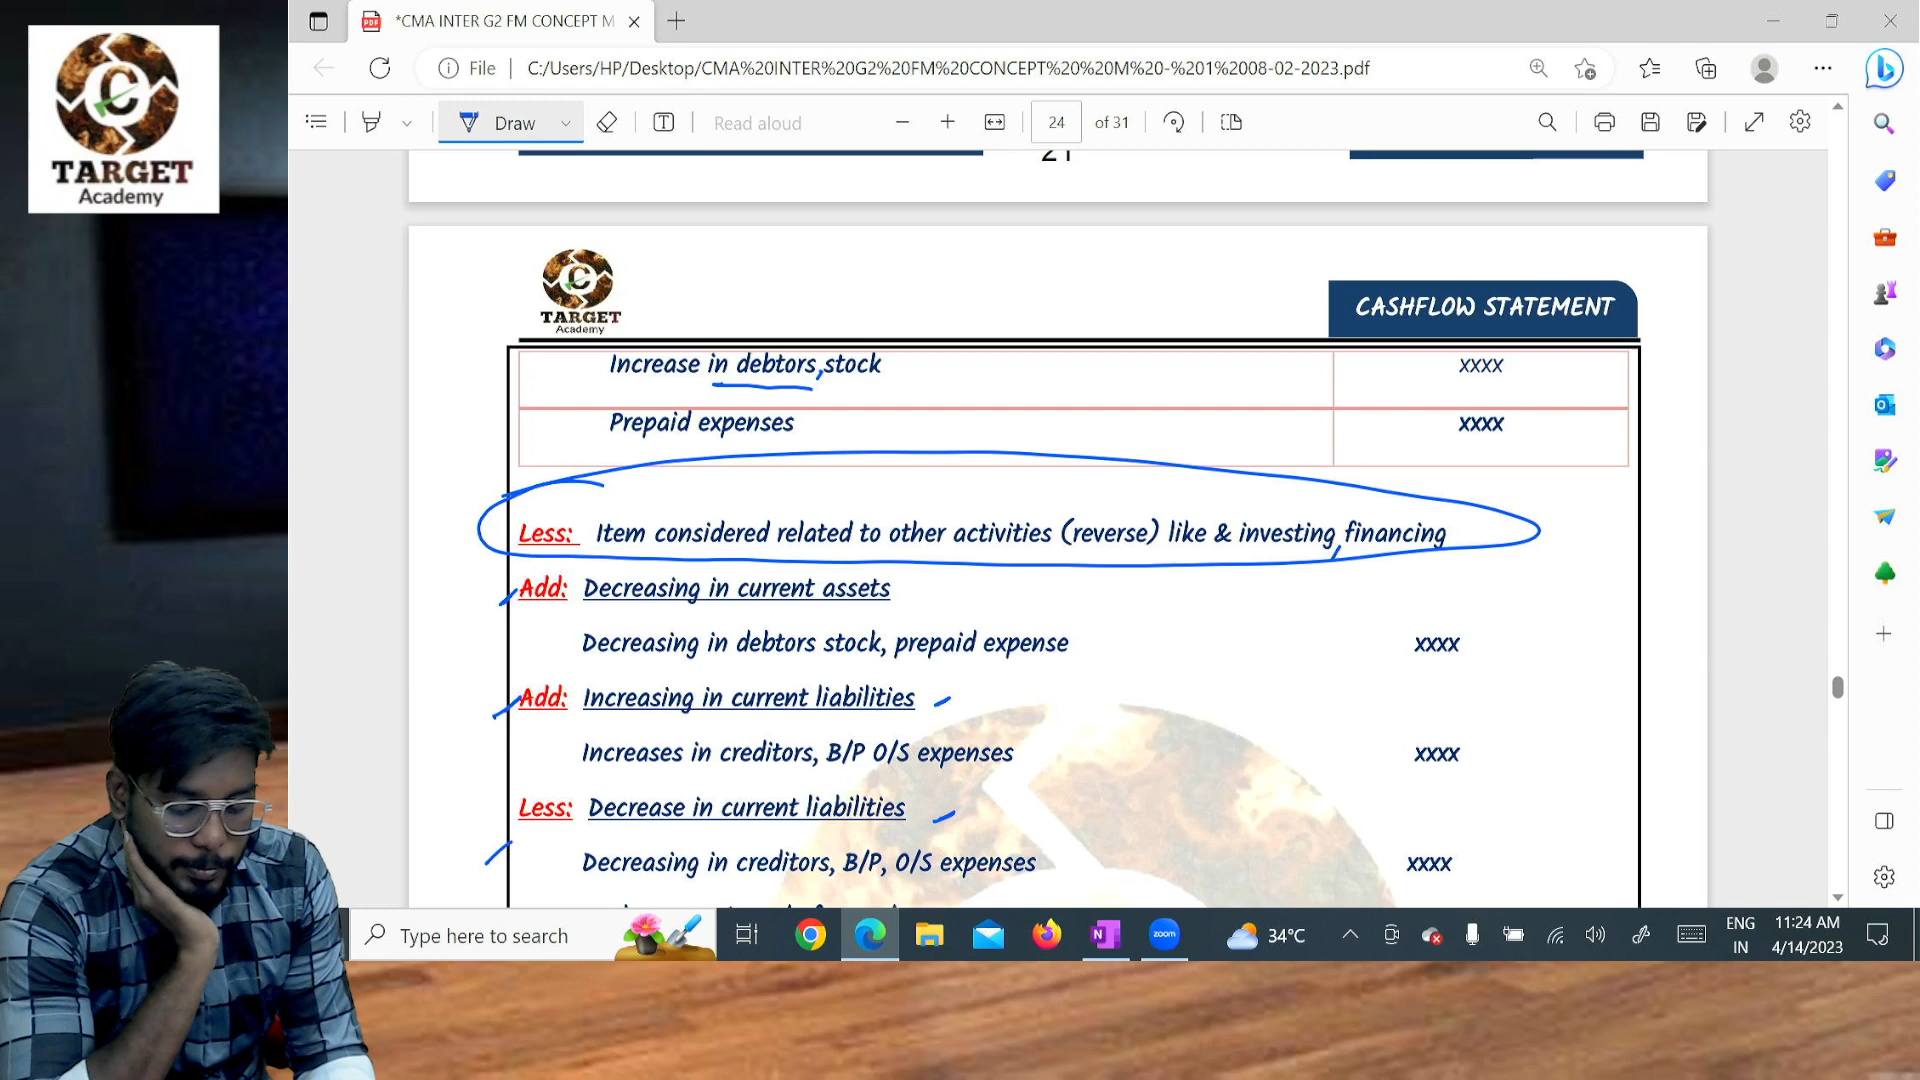 C
TARGET
Academy
*CMA INTER G2 FM CONCEPT M
File
C:/Users/HP/Desktop/CMA%20INTER%20G2%20FM%20CONCEPT%20%20M%20-%201%2008-02-2023.pdf
Draw
Read aloud
24
of 31
21
C
TARGET
Academy
CASHFLOW STATEMENT
Increase in debtors,stock xxxx
Prepaid expenses xxxx
Less: Item considered related to other activities (reverse) like & investing, financing
Add: Decreasing in current assets
Decreasing in debtors stock, prepaid expense xxxx
Add: Increasing in current liabilities
Increases in creditors, B/P O/S expenses xxxx
Less: Decrease in current liabilities
Decreasing in creditors, B/P, O/S expenses xxxx
Type here to search
zoom
34°C
ENG
IN
11:24 AM
4/14/2023